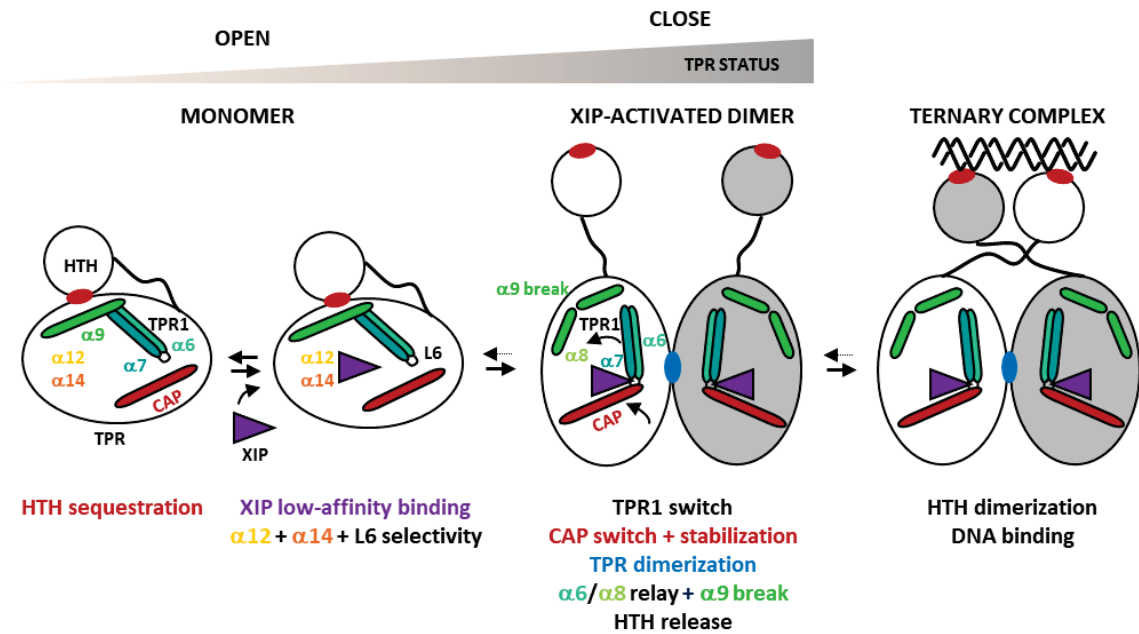 OPEN
CLOSE
TPR STATUS
MONOMER
XIP-ACTIVATED DIMER
TERNARY COMPLEX
HTH
TPR1
α9
α6
α12
α7
α14
CAP
TPR
XIP
α12
α14
L6
α9 break
TPR1
α6
α8
α7
CAP
HTH sequestration
XIP low-affinity binding
α12 + α14 + L6 selectivity
TPR1 switch
CAP switch + stabilization
TPR dimerization
α6/α8 relay + α9 break
HTH release
HTH dimerization
DNA binding